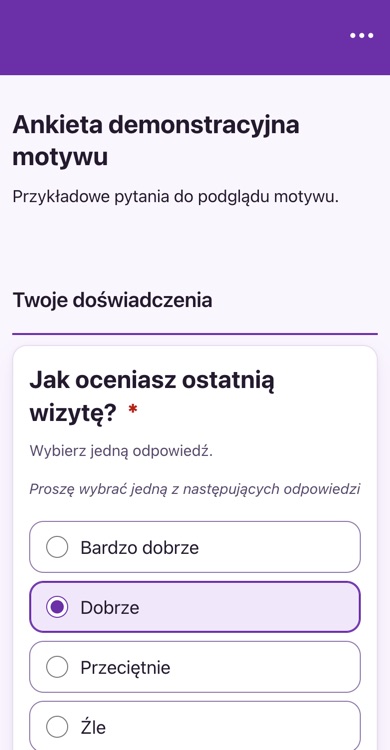 Ankieta demonstracyjna
motywu
Przykładowe pytania do podglądu motywu.
Twoje doświadczenia
Jak oceniasz ostatnią
wizytę? *
Wybierz jedną odpowiedź.
Proszę wybrać jedną z następujących odpowiedzi
Bardzo dobrze
Dobrze
Przeciętnie
Źle